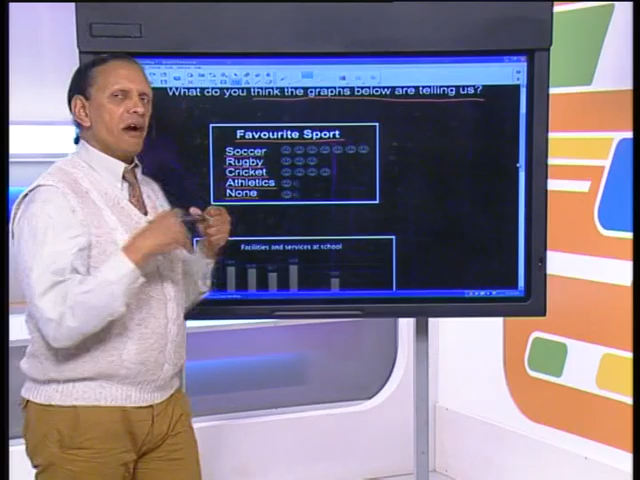 What do you think the graphs below are telling us?
Favourite Sport
Soccer
Rugby
Cricket
Athletics
None
Facilities and services at school